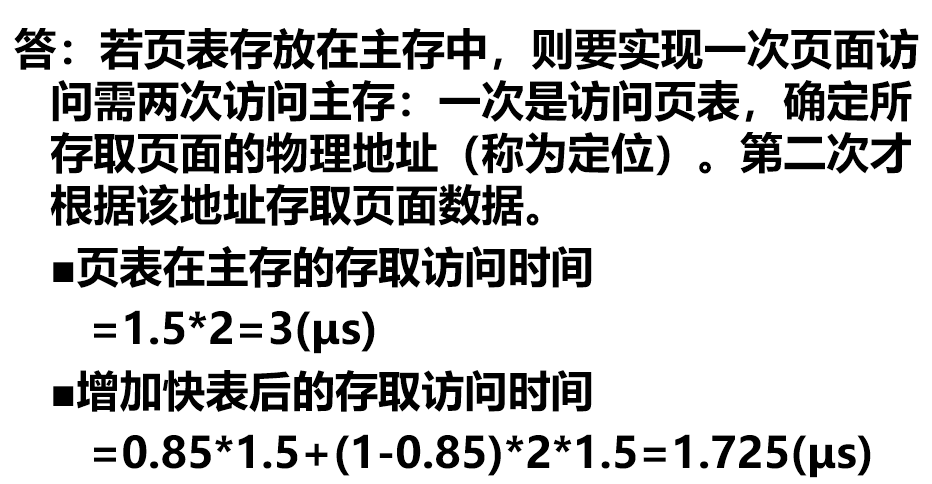 答：若页表存放在主存中，则要实现一次页面访
问需两次访问主存：一次是访问页表，确定所
存取页面的物理地址（称为定位）。第二次才
根据该地址存取页面数据。
■页表在主存的存取访问时间
=1.5*2=3(μs)
■增加快表后的存取访问时间
=0.85*1.5+(1-0.85)*2*1.5=1.725(μs)